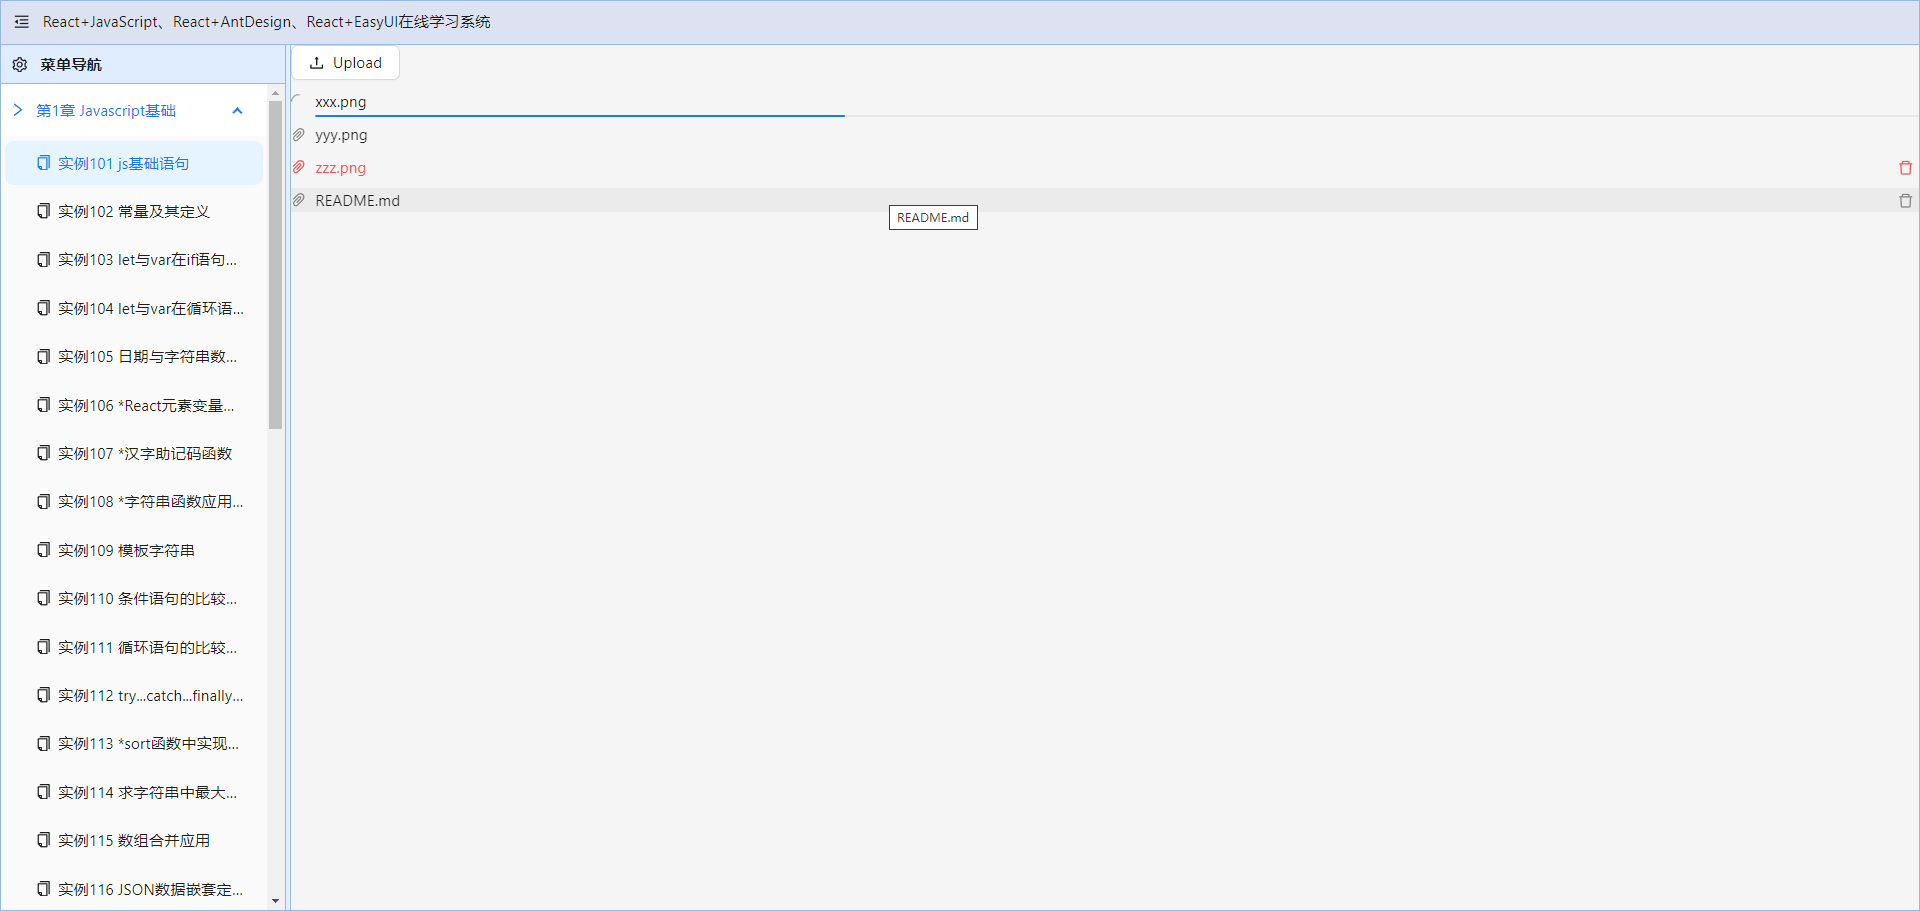 React+JavaScript、React+AntDesign、React+EasyUI在线学习系统
菜单导航
第1章 Javascript基础
实例101 js基础语句
实例102 常量及其定义
实例103 let与var在if语句...
实例104 let与var在循环语...
实例105 日期与字符串数...
实例106 *React元素变量...
实例107 *汉字助记码函数
实例108 *字符串函数应用...
实例109 模板字符串
实例110 条件语句的比较...
实例111 循环语句的比较...
实例112 try...catch...finally...
实例113 *sort函数中实现...
实例114 求字符串中最大...
实例115 数组合并应用
实例116 JSON数据嵌套定...
Upload
xxx.png
yyy.png
zzz.png
README.md
README.md